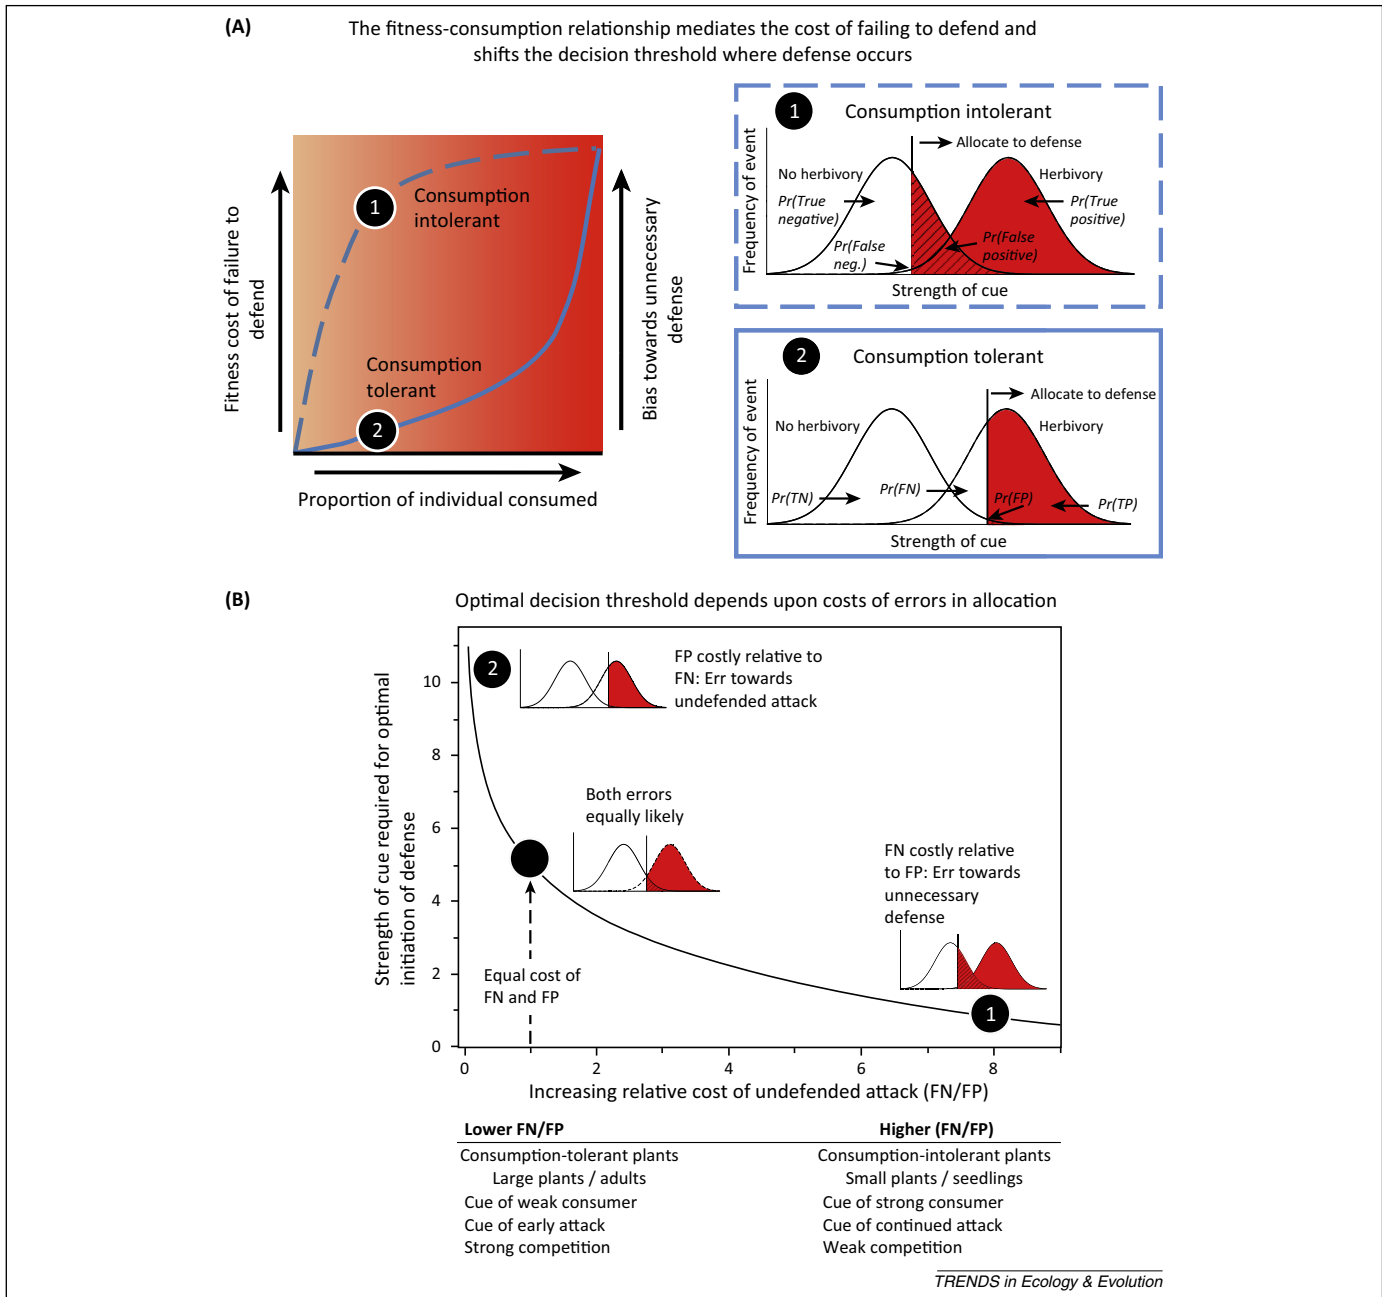 (A)
The fitness-consumption relationship mediates the cost of failing to defend and
shifts the decision threshold where defense occurs
Fitness cost of failure to
defend
1
Consumption
intolerant
Consumption
tolerant
2
Bias towards unnecessary
defense
Proportion of individual consumed
1
Consumption intolerant
Frequency of event
Allocate to defense
No herbivory
Herbivory
Pr(True
negative)
Pr(True
positive)
Pr(False
neg.)
Pr(False
positive)
Strength of cue
2
Consumption tolerant
Frequency of event
Allocate to defense
No herbivory
Herbivory
Pr(TN)
Pr(FN)
Pr(FP)
Pr(TP)
Strength of cue
(B)
Optimal decision threshold depends upon costs of errors in allocation
Strength of cue required for optimal
initiation of defense
10
8
6
4
2
0
2
FP costly relative to
FN: Err towards
undefended attack
Both errors
equally likely
FN costly relative
to FP: Err towards
unnecessary
defense
Equal cost of
FN and FP
1
0
2
4
6
8
Increasing relative cost of undefended attack (FN/FP)
Lower FN/FP
Higher (FN/FP)
Consumption-tolerant plants
Consumption-intolerant plants
Large plants / adults
Small plants / seedlings
Cue of weak consumer
Cue of strong consumer
Cue of early attack
Cue of continued attack
Strong competition
Weak competition
TRENDS in Ecology & Evolution